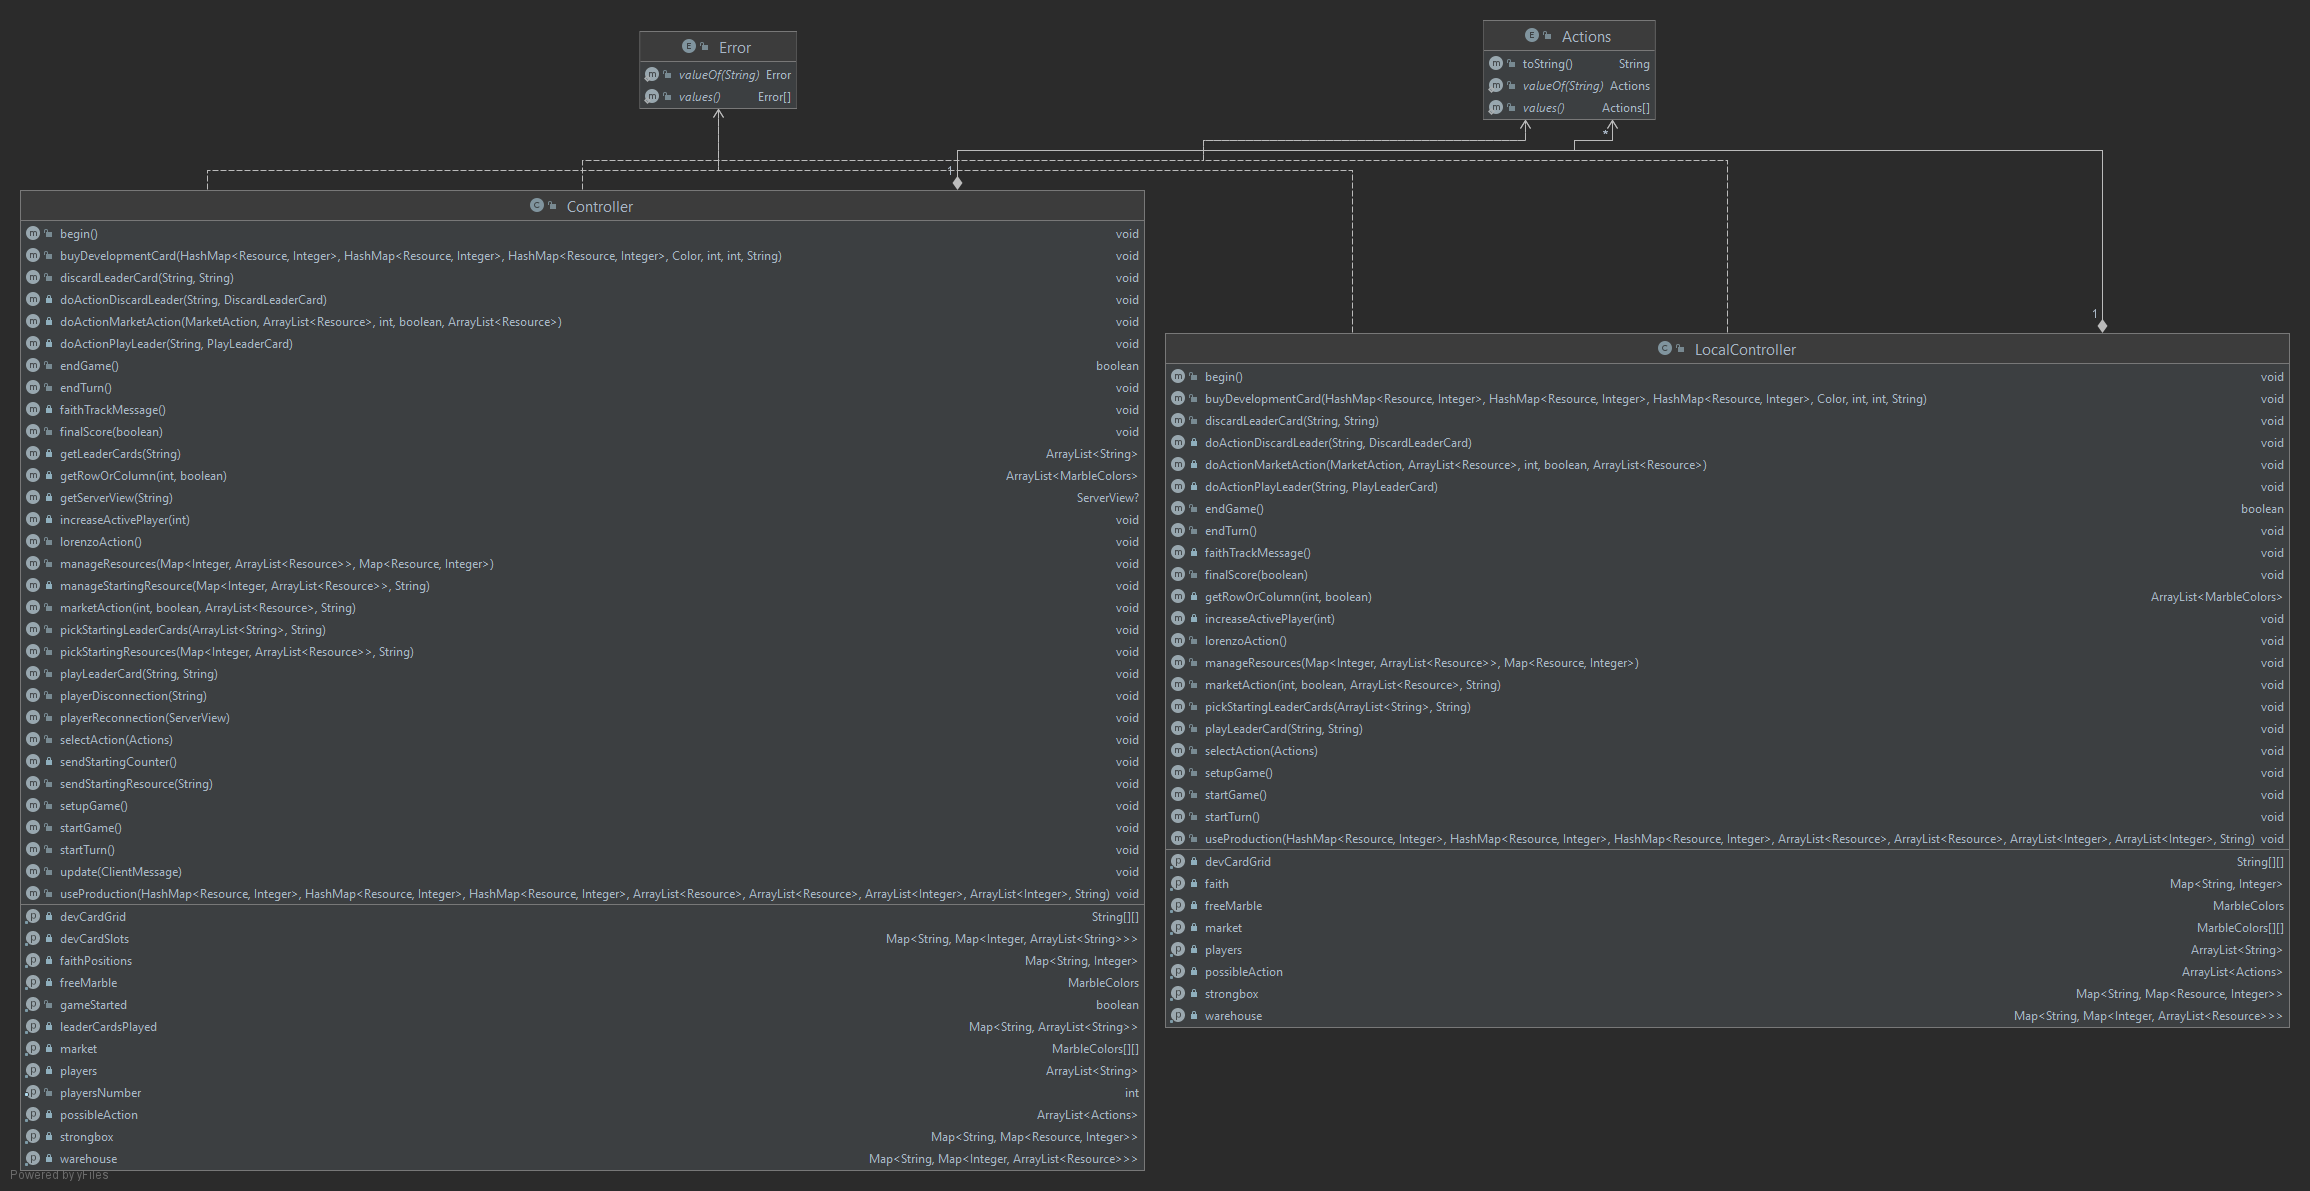 E Error
m valueOf(String) Error
m values() Error[]
E Actions
m toString() String
m valueOf(String) Actions
m values() Actions[]
*
1
C Controller
m begin() void
m buyDevelopmentCard(HashMap<Resource, Integer>, HashMap<Resource, Integer>, HashMap<Resource, Integer>, Color, int, int, String) void
m discardLeaderCard(String, String) void
m doActionDiscardLeader(String, DiscardLeaderCard) void
m doActionMarketAction(MarketAction, ArrayList<Resource>, int, boolean, ArrayList<Resource>) void
m doActionPlayLeader(String, PlayLeaderCard) void
m endGame() boolean
m endTurn() void
m faithTrackMessage() void
m finalScore(boolean) void
m getLeaderCards(String) ArrayList<String>
m getRowOrColumn(int, boolean) ArrayList<MarbleColors>
m getServerView(String) ServerView?
m increaseActivePlayer(int) void
m lorenzoAction() void
m manageResources(Map<Integer, ArrayList<Resource>>, Map<Resource, Integer>) void
m manageStartingResource(Map<Integer, ArrayList<Resource>>, String) void
m marketAction(int, boolean, ArrayList<Resource>, String) void
m pickStartingLeaderCards(ArrayList<String>, String) void
m pickStartingResources(Map<Integer, ArrayList<Resource>>, String) void
m playLeaderCard(String, String) void
m playerDisconnection(String) void
m playerReconnection(ServerView) void
m selectAction(Actions) void
m sendStartingCounter() void
m sendStartingResource(String) void
m setupGame() void
m startGame() void
m startTurn() void
m update(ClientMessage) void
m useProduction(HashMap<Resource, Integer>, HashMap<Resource, Integer>, HashMap<Resource, Integer>, ArrayList<Resource>, ArrayList<Resource>, ArrayList<Integer>, ArrayList<Integer>, String) void
p devCardGrid String[][]
p devCardSlots Map<String, Map<Integer, ArrayList<String>>>
p faithPositions Map<String, Integer>
p freeMarble MarbleColors
p gameStarted boolean
p leaderCardsPlayed Map<String, ArrayList<String>>
p market MarbleColors[][]
p players ArrayList<String>
p playersNumber int
p possibleAction ArrayList<Actions>
p strongbox Map<String, Map<Resource, Integer>>
p warehouse Map<String, Map<Integer, ArrayList<Resource>>>
1
C LocalController
m begin() void
m buyDevelopmentCard(HashMap<Resource, Integer>, HashMap<Resource, Integer>, HashMap<Resource, Integer>, Color, int, int, String) void
m discardLeaderCard(String, String) void
m doActionDiscardLeader(String, DiscardLeaderCard) void
m doActionMarketAction(MarketAction, ArrayList<Resource>, int, boolean, ArrayList<Resource>) void
m doActionPlayLeader(String, PlayLeaderCard) void
m endGame() boolean
m endTurn() void
m faithTrackMessage() void
m finalScore(boolean) void
m getRowOrColumn(int, boolean) ArrayList<MarbleColors>
m increaseActivePlayer(int) void
m lorenzoAction() void
m manageResources(Map<Integer, ArrayList<Resource>>, Map<Resource, Integer>) void
m marketAction(int, boolean, ArrayList<Resource>, String) void
m pickStartingLeaderCards(ArrayList<String>, String) void
m playLeaderCard(String, String) void
m selectAction(Actions) void
m setupGame() void
m startGame() void
m startTurn() void
m useProduction(HashMap<Resource, Integer>, HashMap<Resource, Integer>, HashMap<Resource, Integer>, ArrayList<Resource>, ArrayList<Resource>, ArrayList<Integer>, ArrayList<Integer>, String) void
p devCardGrid String[][]
p faith Map<String, Integer>
p freeMarble MarbleColors
p market MarbleColors[][]
p players ArrayList<String>
p possibleAction ArrayList<Actions>
p strongbox Map<String, Map<Resource, Integer>>
p warehouse Map<String, Map<Integer, ArrayList<Resource>>>
Powered by yFiles